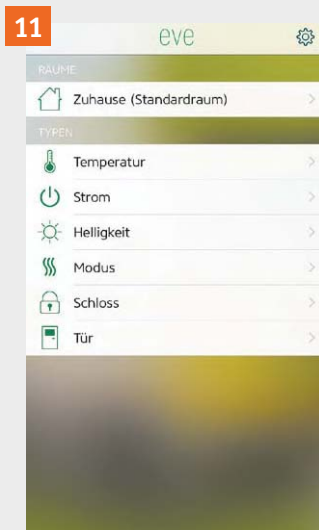 11
eve
RÄUME
Zuhause (Standardraum)
TYPEN
Temperatur
Strom
Helligkeit
Modus
Schloss
Tür